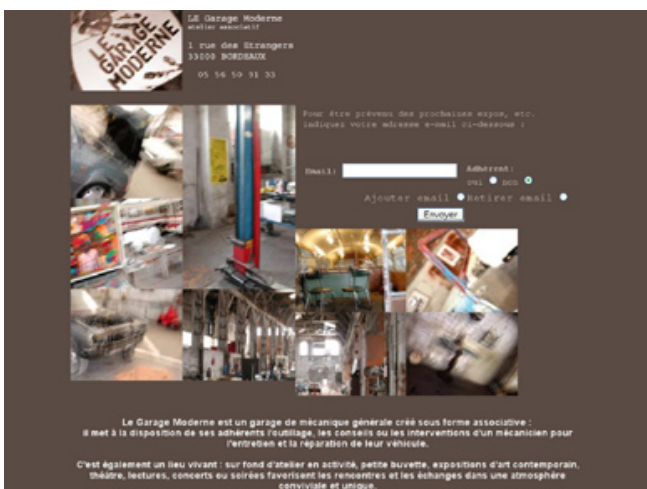 LE GARAGE MODERNE
LE Garage Moderne
atelier associatif
1 rue des Etrangers
33000 BORDEAUX
05 56 50 91 33
Pour être prévenu des prochaines expos, etc.
indiquez votre adresse e-mail ci-dessous :
Email:
Adhérent:
oui non
Ajouter email Retirer email
Envoyer
Le Garage Moderne est un garage de mécanique générale créé sous forme associative :
il met à la disposition de ses adhérents l'outillage, les conseils ou les interventions d'un mécanicien pour
l'entretien et la réparation de leur véhicule.
C'est également un lieu vivant : sur fond d'atelier en activité, petite buvette, expositions d'art contemporain,
théâtre, lectures, concerts ou soirées favorisent les rencontres et les échanges dans une atmosphère
conviviale et unique.